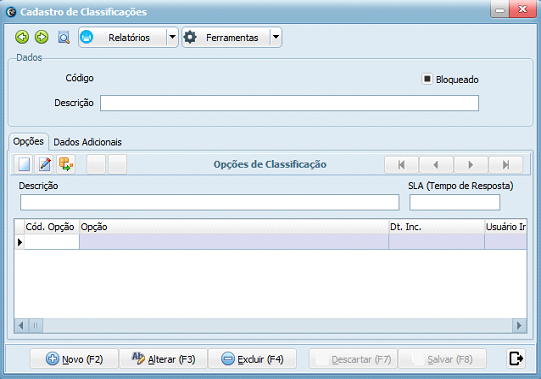 Cadastro de Classificações
Relatórios Ferramentas
Dados
Código Bloqueado
Descrição
Opções Dados Adicionais
Opções de Classificação
Descrição SLA (Tempo de Resposta)
Cód. Opção Opção Dt. Inc. Usuário Ir
Novo (F2) Alterar (F3) Excluir (F4) Descartar (F7) Salvar (F8)